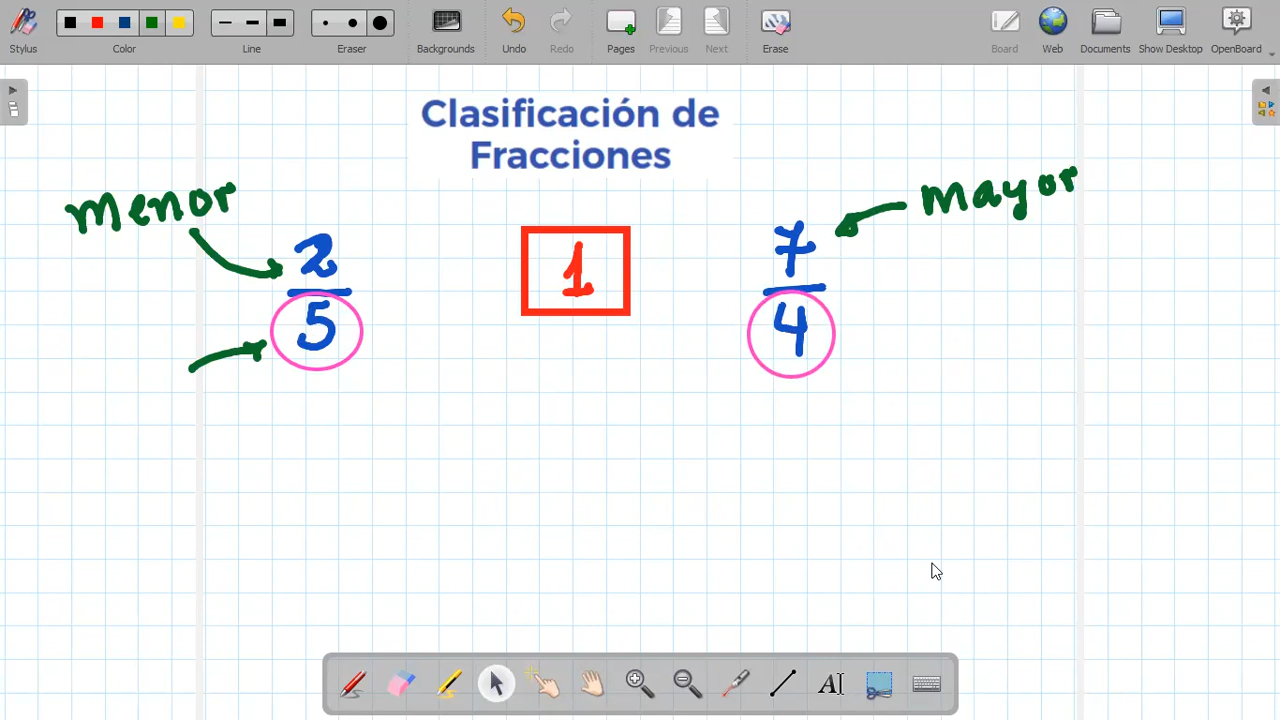 Stylus
Color
Line
Eraser
Backgrounds
Undo
Redo
Pages
Previous
Next
Erase
Board
Web
Documents
Show Desktop
OpenBoard
Clasificación de
Fracciones
menor
mayor
2
5
1
7
4
AI